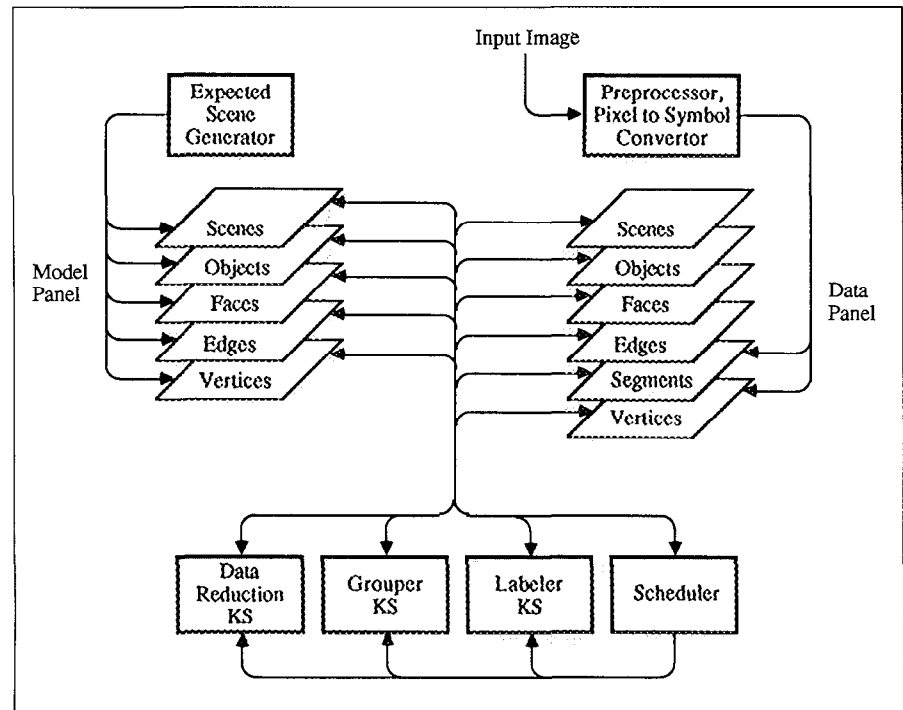 Input Image
Expected
Scene
Generator
Preprocessor,
Pixel to Symbol
Convertor
Model
Panel
Scenes
Objects
Faces
Edges
Vertices
Scenes
Objects
Faces
Edges
Segments
Vertices
Data
Panel
Data
Reduction
KS
Grouper
KS
Labeler
KS
Scheduler